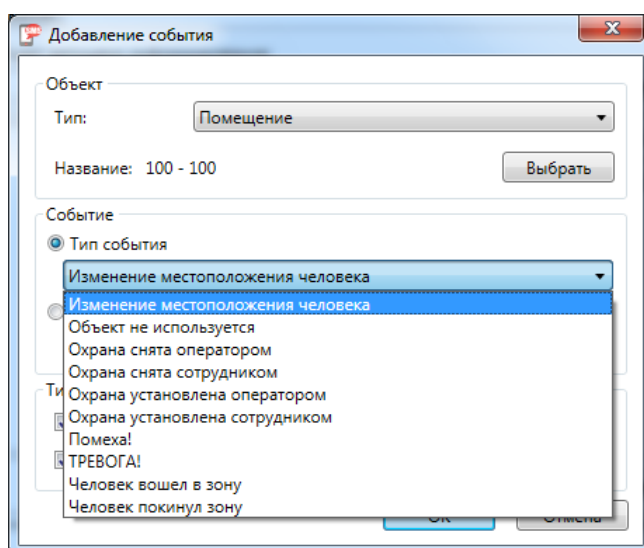 Добавление события
Объект
Тип: Помещение
Название: 100 - 100 Выбрать
Событие
Тип события
Изменение местоположения человека
Изменение местоположения человека
Объект не используется
Охрана снята оператором
Охрана снята сотрудником
Охрана установлена оператором
Охрана установлена сотрудником
Помеха!
ТРЕВОГА!
Человек вошел в зону
Человек покинул зону